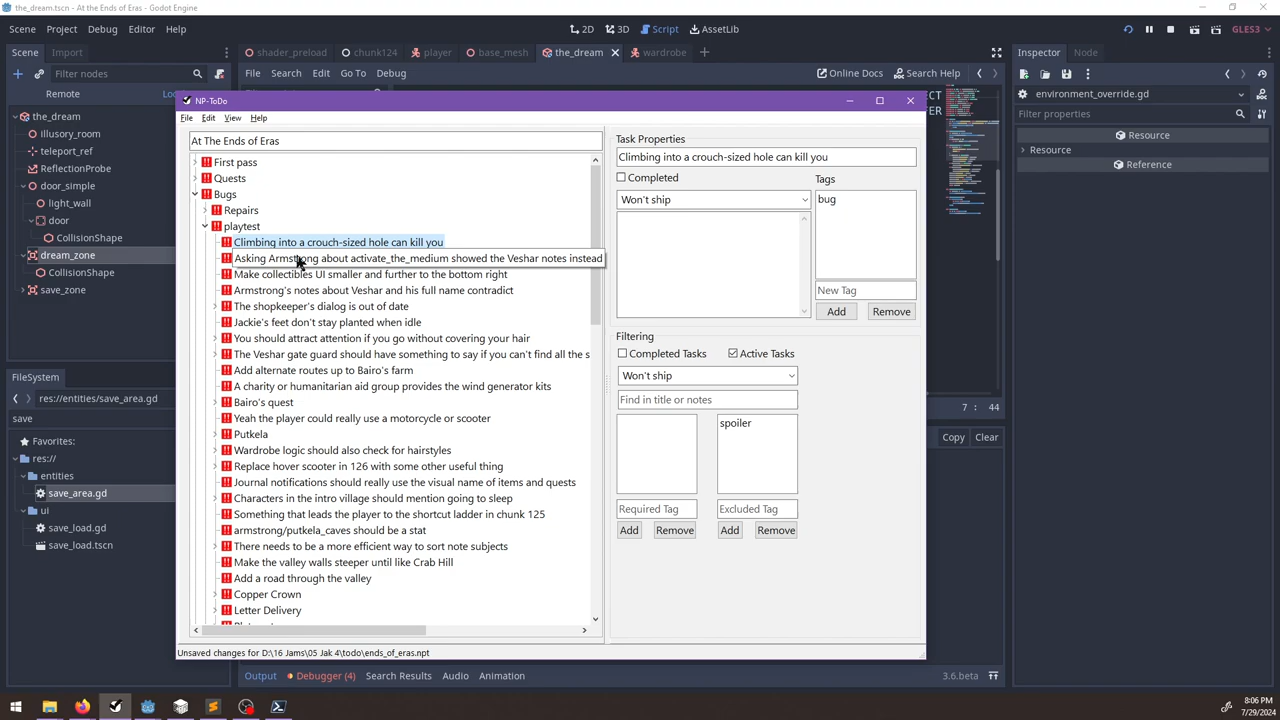 the_dream.tscn - At the Ends of Eras - Godot Engine
Scene Project Debug Editor Help
2D 3D Script AssetLib
GLES3
Scene Import
shader_preload chunk124 player base_mesh the_dream wardrobe
Inspector Node
Filter nodes
File Search Edit Go To Debug
Online Docs Search Help
Remote
environment_override.gd
Filter properties
Resource
Resource
Reference
the_dream
illusory_room
teleport_ref
ReflectionProbe
door_simple
light_wall
door
CollisionShape
dream_zone
CollisionShape
save_zone
FileSystem
res://entities/save_area.gd
save
Favorites:
res://
entities
save_area.gd
ui
save_load.gd
save_load.tscn
NP-ToDo
File Edit View Help
At The Ends of Eras
First pass
Quests
Bugs
Repairs
playtest
Climbing into a crouch-sized hole can kill you
Asking Armstrong about activate_the_medium showed the Veshar notes instead
Make collectibles UI smaller and further to the bottom right
Armstrong's notes about Veshar and his full name contradict
The shopkeeper's dialog is out of date
Jackie's feet don't stay planted when idle
You should attract attention if you go without covering your hair
The Veshar gate guard should have something to say if you can't find all the s
Add alternate routes up to Bairo's farm
A charity or humanitarian aid group provides the wind generator kits
Bairo's quest
Yeah the player could really use a motorcycle or scooter
Putkela
Wardrobe logic should also check for hairstyles
Replace hover scooter in 126 with some other useful thing
Journal notifications should really use the visual name of items and quests
Characters in the intro village should mention going to sleep
Something that leads the player to the shortcut ladder in chunk 125
armstrong/putkela_caves should be a stat
There needs to be a more efficient way to sort note subjects
Make the valley walls steeper until like Crab Hill
Add a road through the valley
Copper Crown
Letter Delivery
Unsaved changes for D:\16 Jams\05 Jak 4\todo\ends_of_eras.npt
Task Properties
Climbing into a crouch-sized hole can kill you
Completed
Tags
Won't ship
bug
New Tag
Add Remove
Filtering
Completed Tasks Active Tasks
Won't ship
Find in title or notes
spoiler
Required Tag Excluded Tag
Add Remove Add Remove
7 : 44
Copy Clear
Output Debugger (4) Search Results Audio Animation
3.6.beta
8:06 PM
7/29/2024